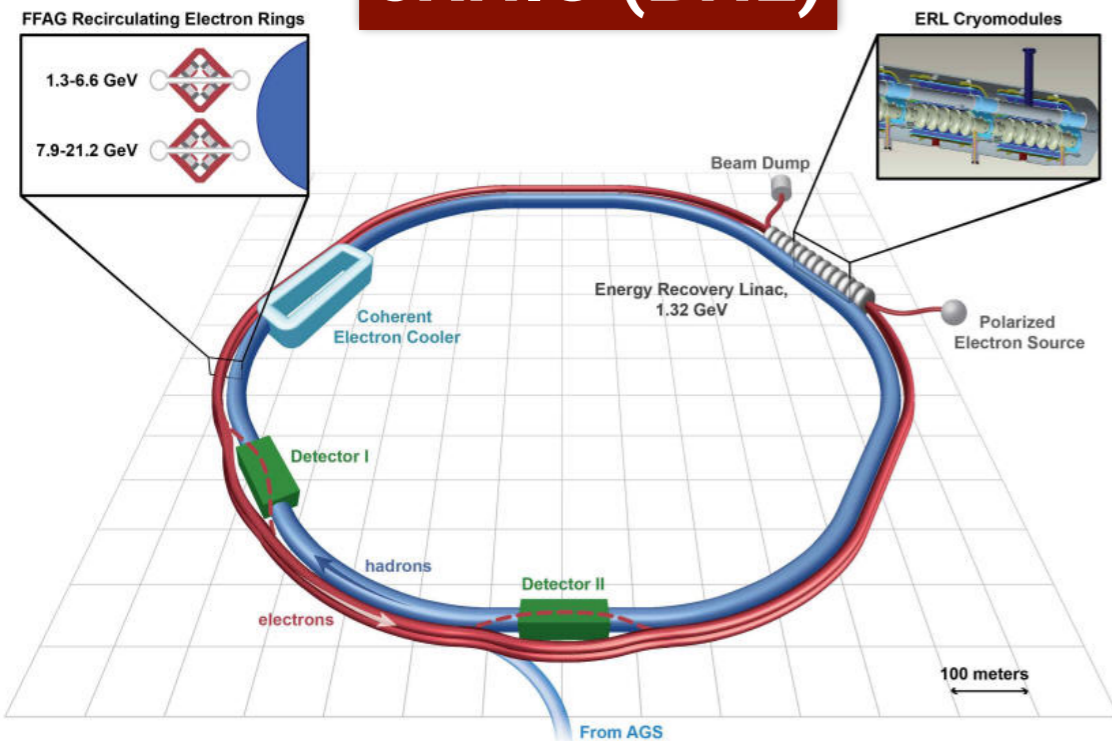 FFAG Recirculating Electron Rings
1.3-6.6 GeV
7.9-21.2 GeV
ERL Cryomodules
Beam Dump
Energy Recovery Linac,
1.32 GeV
Polarized
Electron Source
Coherent
Electron Cooler
Detector I
hadrons
Detector II
electrons
100 meters
From AGS